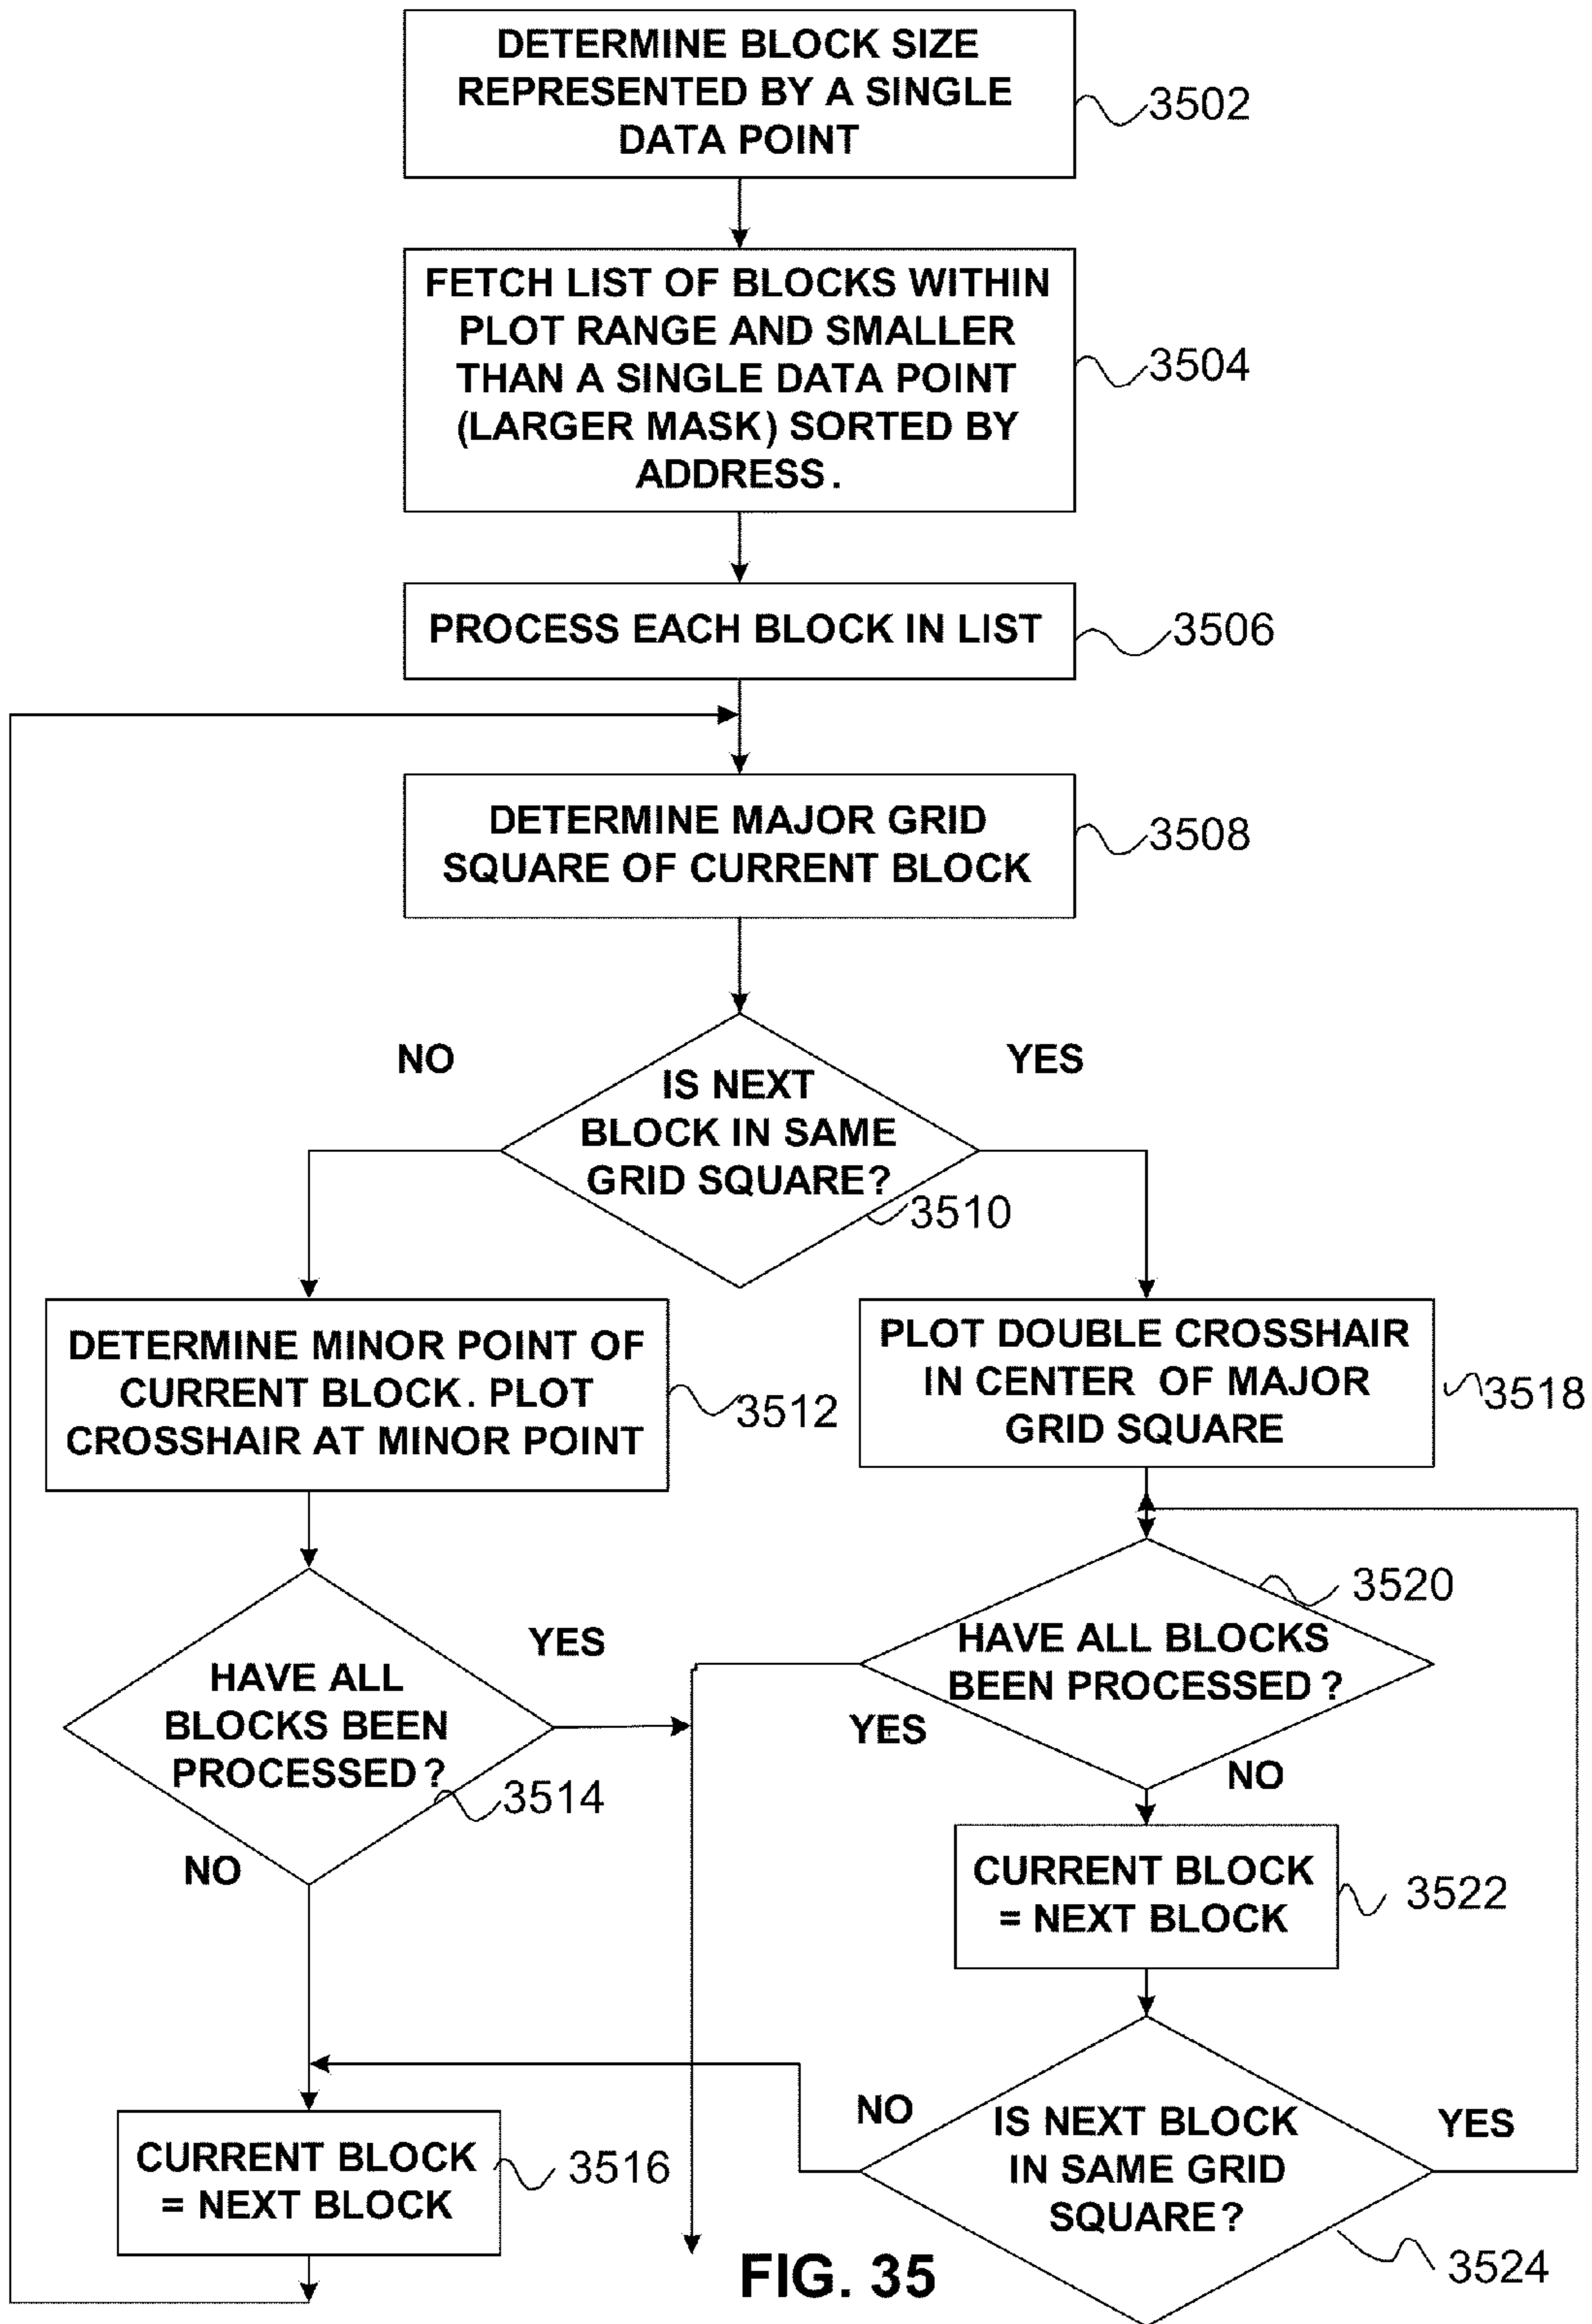 DETERMINE BLOCK SIZE
REPRESENTED BY A SINGLE
DATA POINT
3502
FETCH LIST OF BLOCKS WITHIN
PLOT RANGE AND SMALLER
THAN A SINGLE DATA POINT
(LARGER MASK) SORTED BY
ADDRESS.
3504
PROCESS EACH BLOCK IN LIST
3506
DETERMINE MAJOR GRID
SQUARE OF CURRENT BLOCK
3508
NO
YES
IS NEXT
BLOCK IN SAME
GRID SQUARE?
3510
DETERMINE MINOR POINT OF
CURRENT BLOCK. PLOT
CROSSHAIR AT MINOR POINT
3512
PLOT DOUBLE CROSSHAIR
IN CENTER OF MAJOR
GRID SQUARE
3518
HAVE ALL
BLOCKS BEEN
PROCESSED?
3514
YES
NO
3520
HAVE ALL BLOCKS
BEEN PROCESSED?
YES
NO
CURRENT BLOCK
= NEXT BLOCK
3522
CURRENT BLOCK
= NEXT BLOCK
3516
NO
IS NEXT BLOCK
IN SAME GRID
SQUARE?
YES
3524
FIG. 35